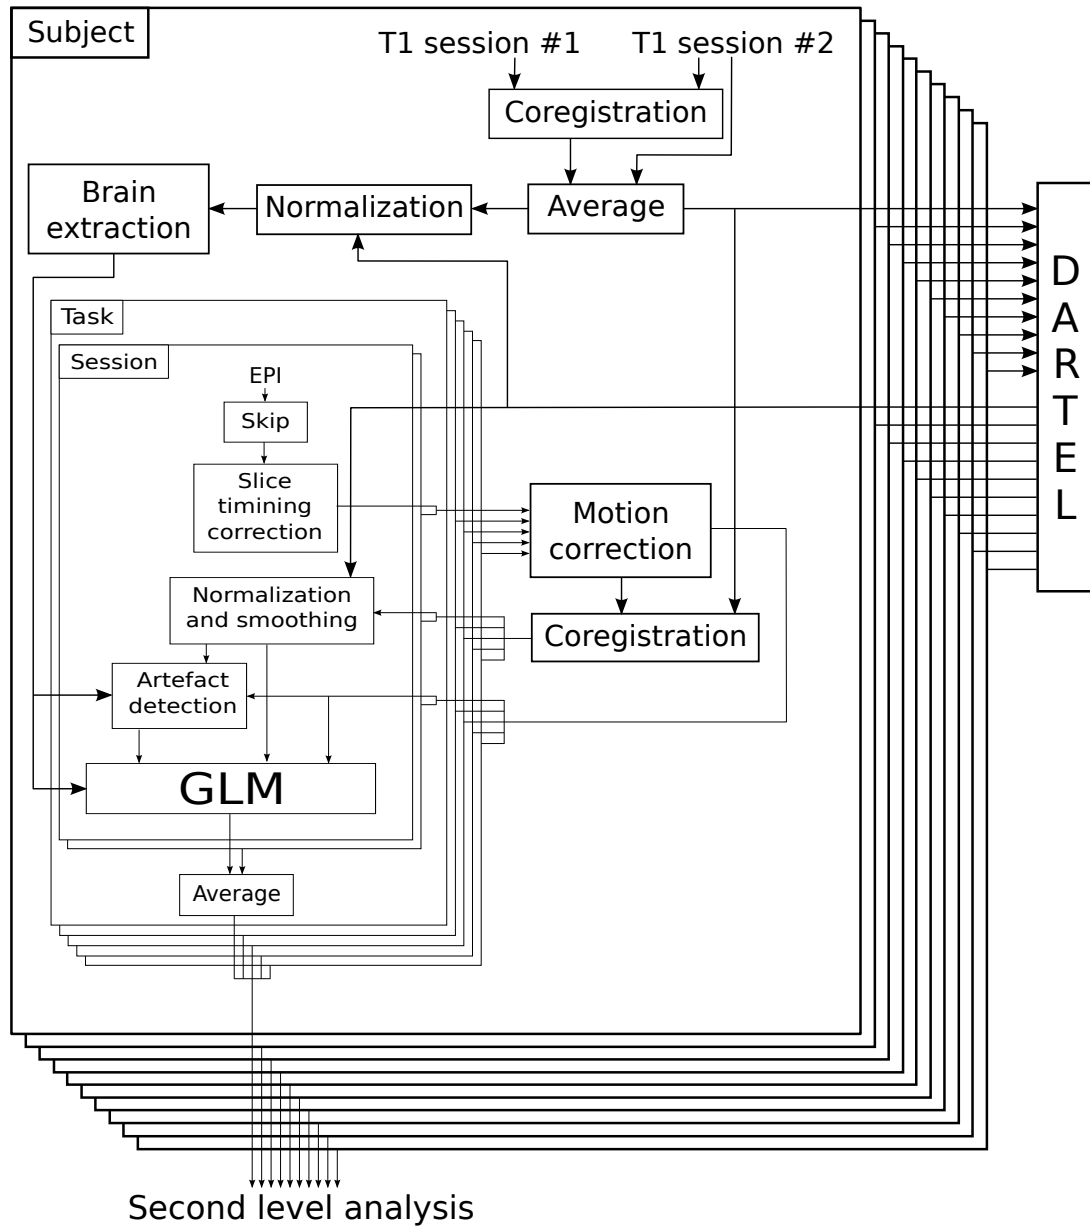 Subject
T1 session #1
T1 session #2
Coregistration
Brain
extraction
Normalization
Average
D
A
R
T
E
L
Task
Session
EPI
Skip
Slice
timining
correction
Motion
correction
Normalization
and smoothing
Coregistration
Artefact
detection
GLM
Average
Second level analysis